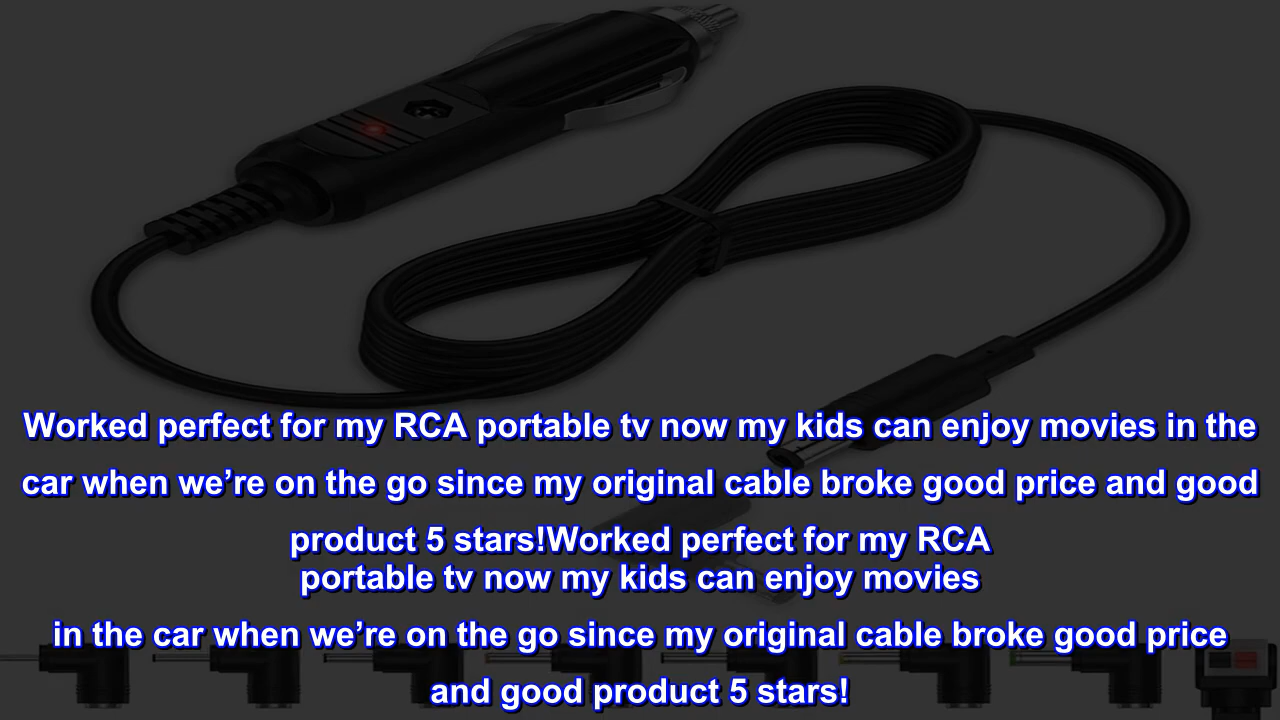 Worked perfect for my RCA portable tv now my kids can enjoy movies in the
car when we’re on the go since my original cable broke good price and good
product 5 stars!Worked perfect for my RCA
portable tv now my kids can enjoy movies
in the car when we’re on the go since my original cable broke good price
and good product 5 stars!